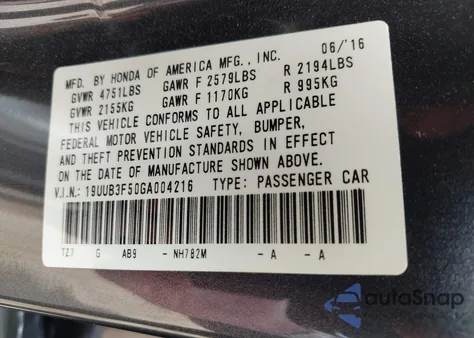 MFD. BY HONDA OF AMERICA MFG., INC. 06/'16
GVWR 4751LBS GAWR F 2579LBS R 2194LBS
GVWR 2155KG GAWR F 1170KG R 995KG
THIS VEHICLE CONFORMS TO ALL APPLICABLE
FEDERAL MOTOR VEHICLE SAFETY, BUMPER,
AND THEFT PREVENTION STANDARDS IN EFFECT
ON THE DATE OF MANUFACTURE SHOWN ABOVE.
V.I.N.: 19UUB3F50GA004216 TYPE: PASSENGER CAR
TZ7 G AB9 - NH782M - A - A
autoSnap